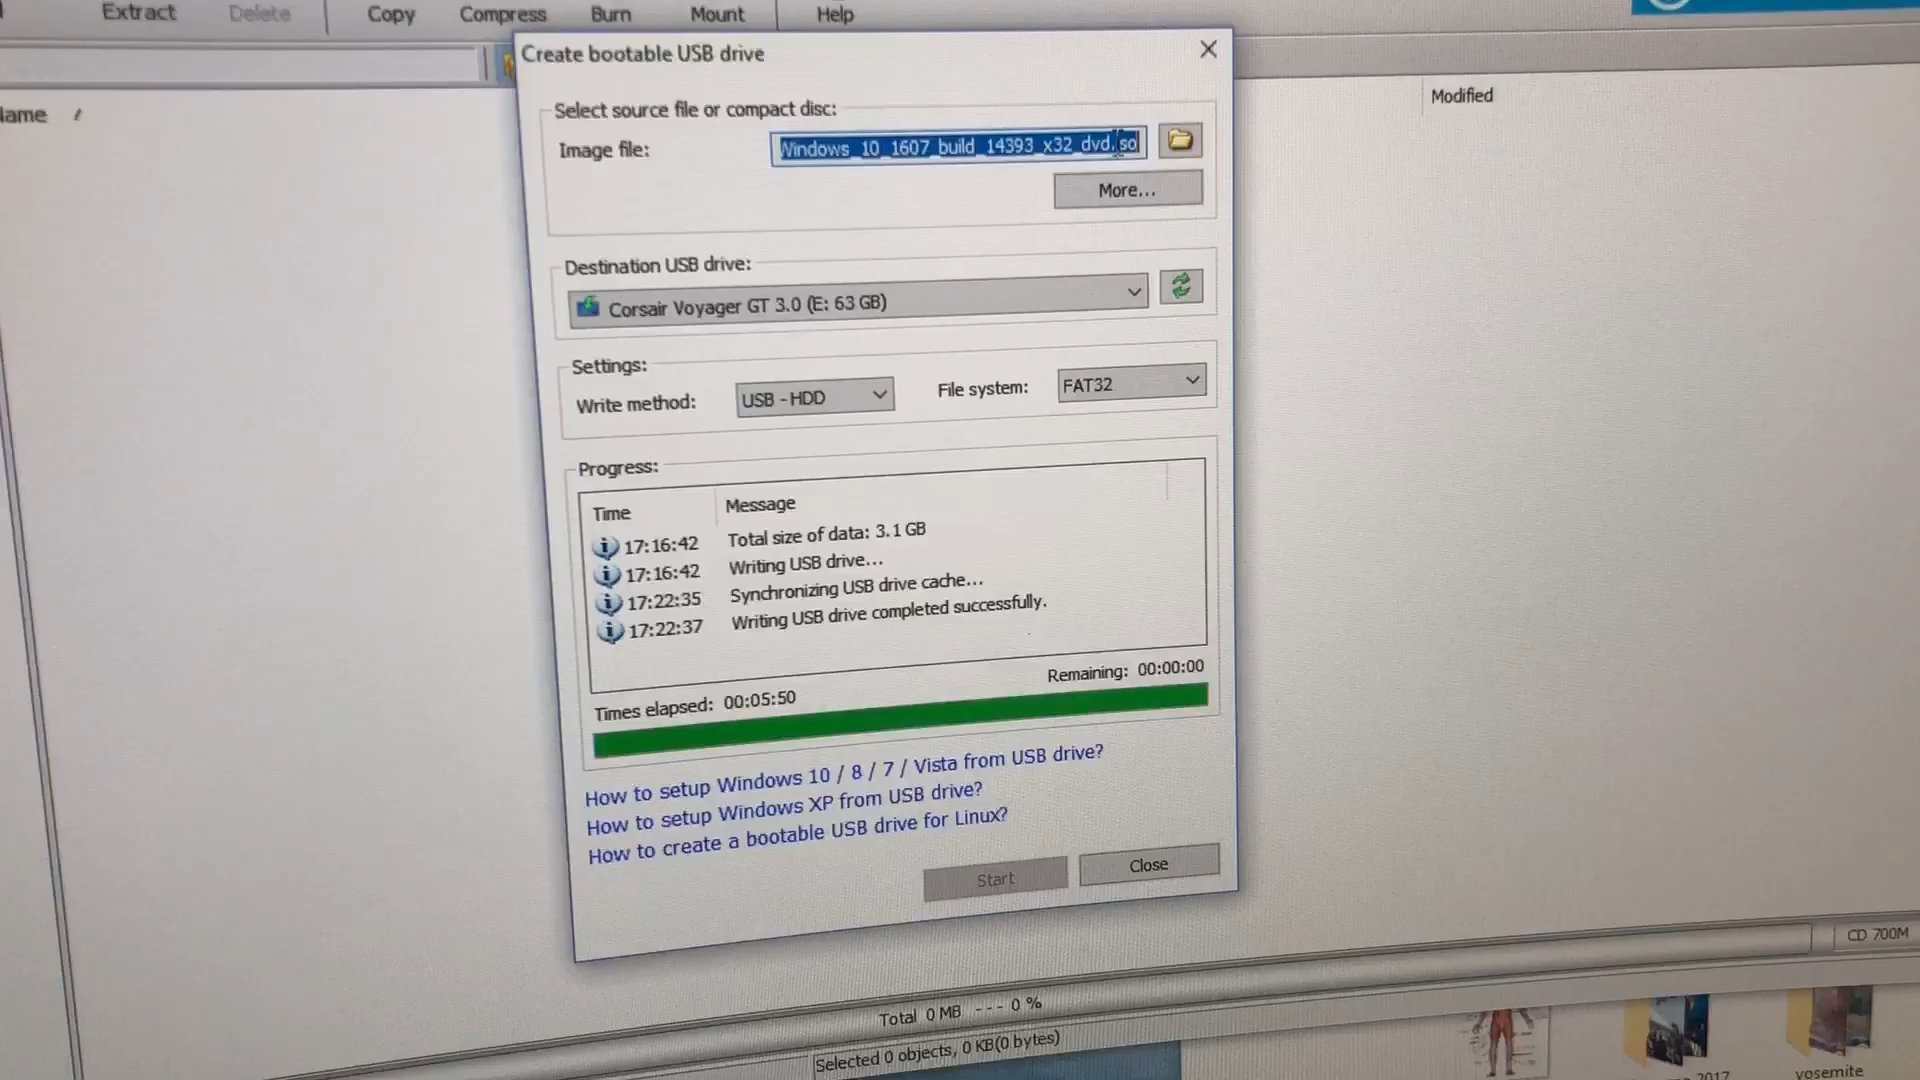 Extract Delete Copy Compress Burn Mount Help
Create bootable USB drive
Modified
Select source file or compact disc:
Image file: Windows_10_1607_build_14393_x32_dvd.iso
More...
Destination USB drive:
Corsair Voyager GT 3.0 (E: 63 GB)
Settings:
Write method: USB - HDD File system: FAT32
Progress:
Time Message
17:16:42 Total size of data: 3.1 GB
17:16:42 Writing USB drive...
17:22:35 Synchronizing USB drive cache...
17:22:37 Writing USB drive completed successfully.
Times elapsed: 00:05:50 Remaining: 00:00:00
How to setup Windows 10 / 8 / 7 / Vista from USB drive?
How to setup Windows XP from USB drive?
How to create a bootable USB drive for Linux?
Start Close
CD 700M
Total 0 MB --- 0 %
Selected 0 objects, 0 KB(0 bytes)
2017 yosemite